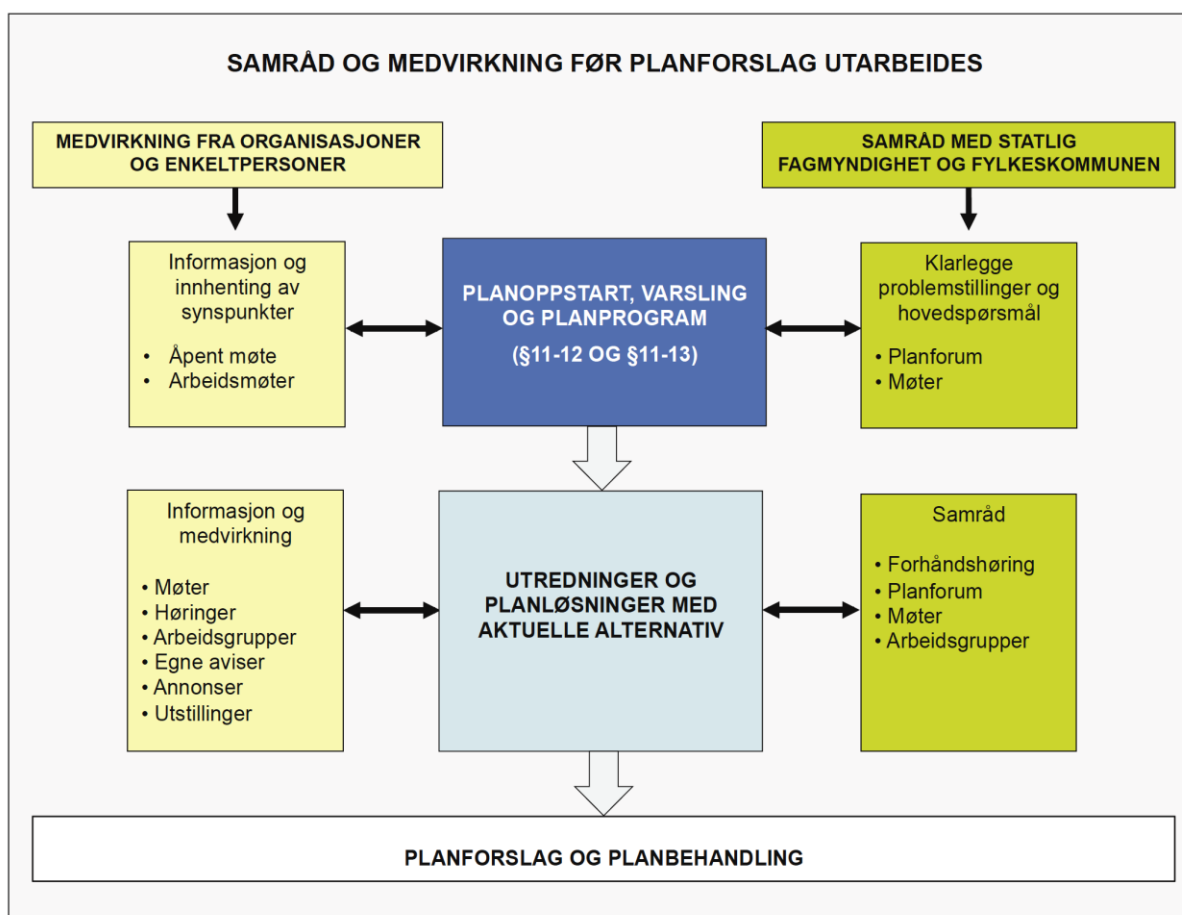 SAMRÅD OG MEDVIRKNING FØR PLANFORSLAG UTARBEIDES
MEDVIRKNING FRA ORGANISASJONER
OG ENKELTPERSONER
SAMRÅD MED STATLIG
FAGMYNDIGHET OG FYLKESKOMMUNEN
Informasjon og
innhenting av
synspunkter
• Åpent møte
• Arbeidsmøter
PLANOPPSTART, VARSLING
OG PLANPROGRAM
(§11-12 OG §11-13)
Klarlegge
problemstillinger og
hovedspørsmål
• Planforum
• Møter
Informasjon og
medvirkning
• Møter
• Høringer
• Arbeidsgrupper
• Egne aviser
• Annonser
• Utstillinger
UTREDNINGER OG
PLANLØSNINGER MED
AKTUELLE ALTERNATIV
Samråd
• Forhåndshøring
• Planforum
• Møter
• Arbeidsgrupper
PLANFORSLAG OG PLANBEHANDLING